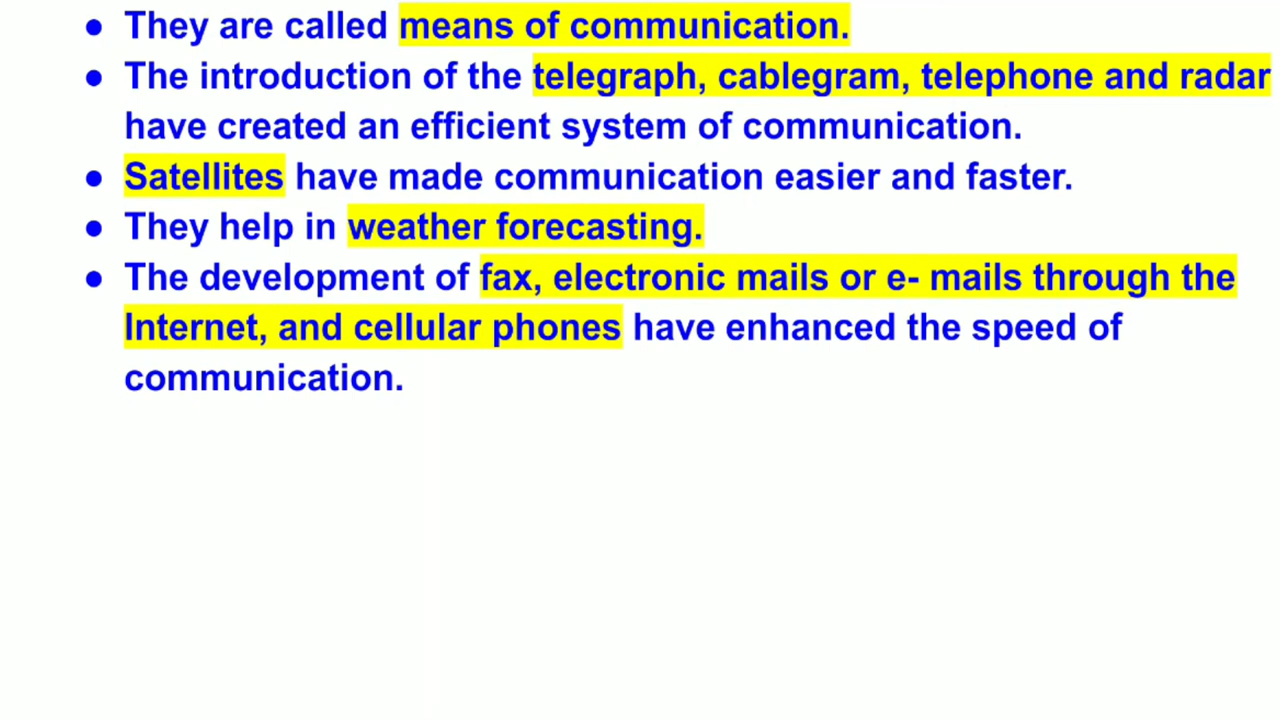 ● They are called means of communication.
● The introduction of the telegraph, cablegram, telephone and radar
have created an efficient system of communication.
● Satellites have made communication easier and faster.
● They help in weather forecasting.
● The development of fax, electronic mails or e- mails through the
Internet, and cellular phones have enhanced the speed of
communication.